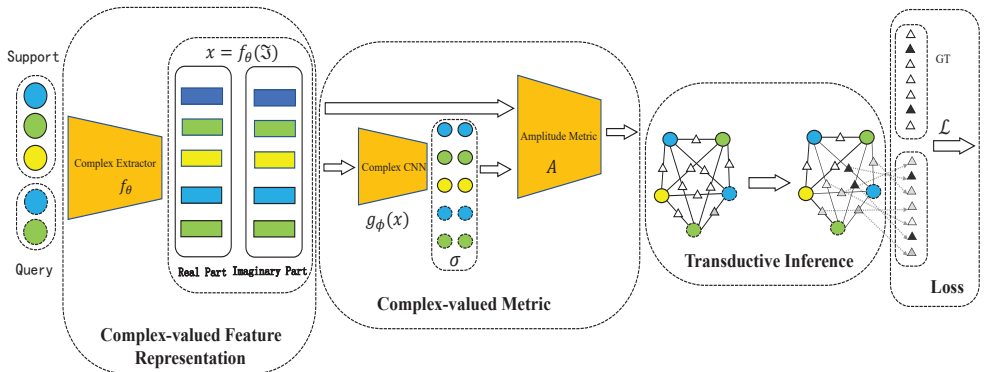 Support
Query
Complex Extractor
f_θ
x = f_θ(ℑ)
Real Part
Imaginary Part
Complex-valued Feature
Representation
Complex CNN
g_ϕ(x)
σ
Amplitude Metric
A
Complex-valued Metric
Transductive Inference
GT
ℒ
Loss